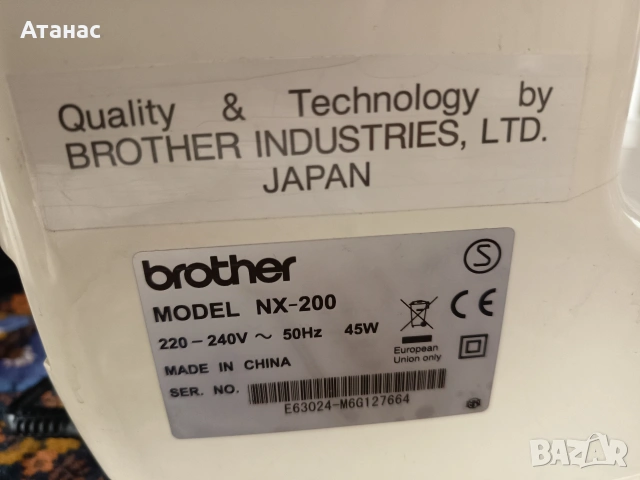 Атанас
Quality & Technology by
BROTHER INDUSTRIES, LTD.
JAPAN
brother
S
MODEL NX-200
CE
220-240V ~ 50Hz 45W
European
Union only
MADE IN CHINA
SER. NO.
E63024-M6G127664
BAZAR